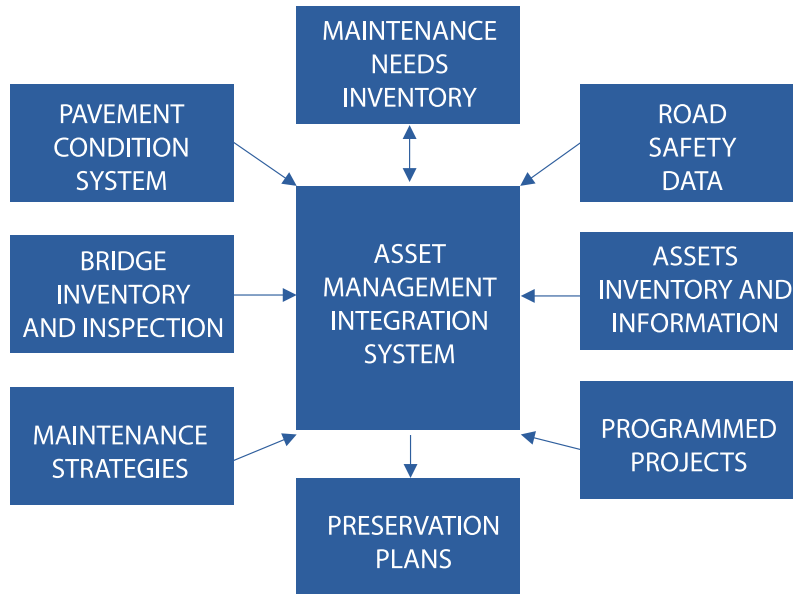 MAINTENANCE
NEEDS
INVENTORY
PAVEMENT
CONDITION
SYSTEM
ROAD
SAFETY
DATA
BRIDGE
INVENTORY
AND INSPECTION
ASSET
MANAGEMENT
INTEGRATION
SYSTEM
ASSETS
INVENTORY AND
INFORMATION
MAINTENANCE
STRATEGIES
PROGRAMMED
PROJECTS
PRESERVATION
PLANS